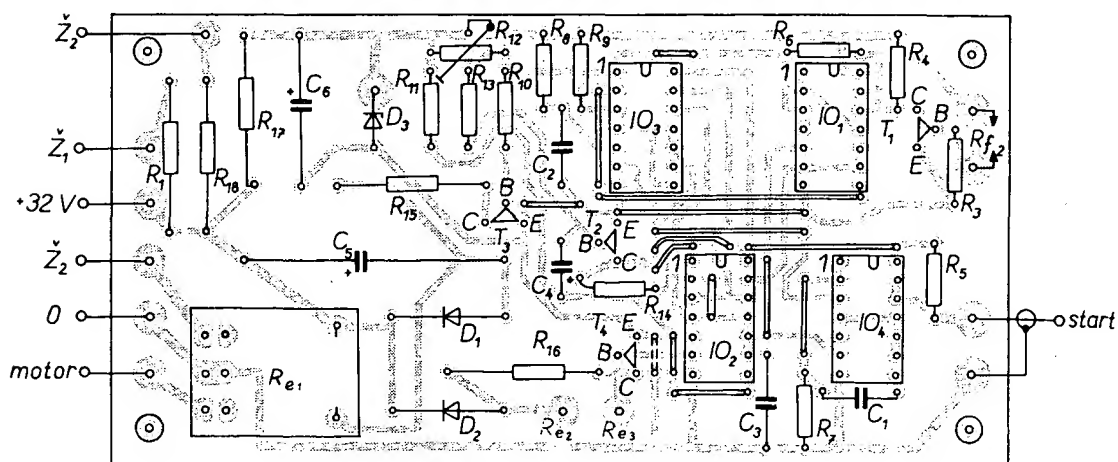 Ž2
Ž1
+32 V
Ž2
0
motor
R1
R18
R17
C6
D3
R11
R12
R13
R10
R8
R9
C2
1
IO3
R6
1
IO1
R4
C
B
T1
E
Rf 2
R3
R15
B
C
E
T3
T2
E
B
C
C5
+
C4
+
R14
1
IO2
1
IO4
R5
start
Re1
D1
D2
R16
T4
E
B
C
Re2
Re3
C3
R7
C1